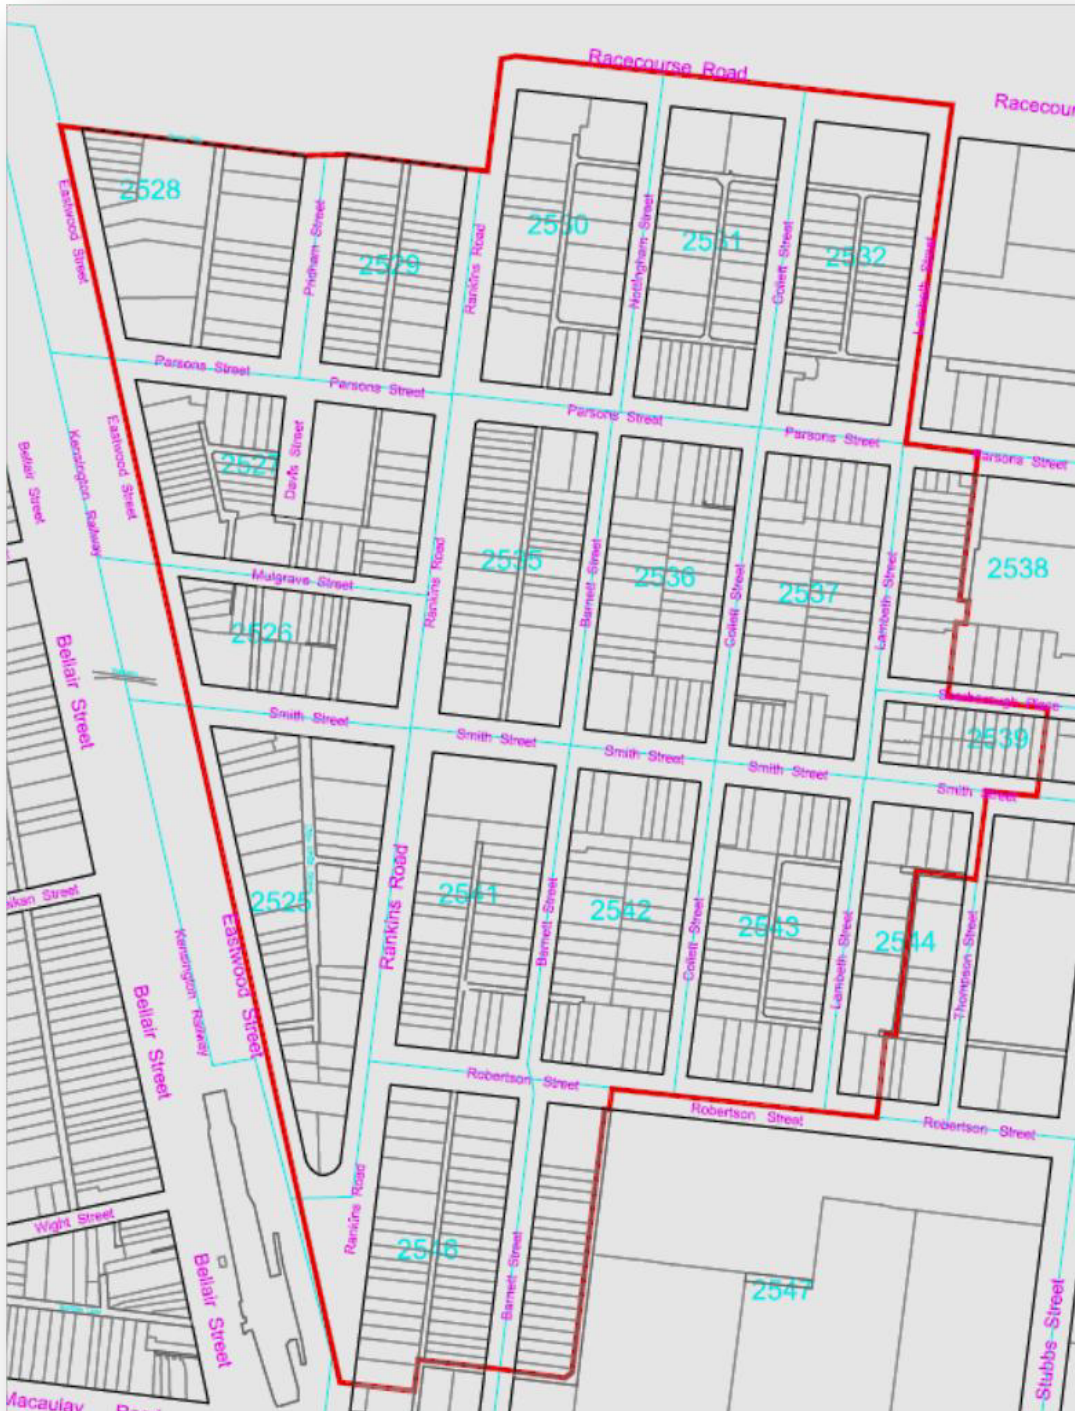 Racecourse Road
Racecour
2528
2529
2530
2531
2532
Eastwood Street
Pridham Street
Rankins Road
Nottingham Street
Collett Street
Lambeth Street
Parsons Street
Parsons Street
Parsons Street
Parsons Street
Parsons Street
Bellair Street
Kensington Railway
Eastwood Street
2527
Davis Street
Mulgrave Street
Rankins Road
2535
Barnett Street
2536
Collett Street
2537
Lambeth Street
2538
2526
Bellair Street
Smith Street
Smith Street
Smith Street
Smith Street
Smith Street
Scarborough Place
2539
2525
Eastwood Street
Rankins Road
2541
Barnett Street
2542
Collett Street
2543
Lambeth Street
2544
Thompson Street
Street
Kensington Railway
Bellair Street
Robertson Street
Robertson Street
Robertson Street
Wight Street
Bellair Street
Rankins Road
2546
Barnett Street
2547
Stubbs Street
Macaulay